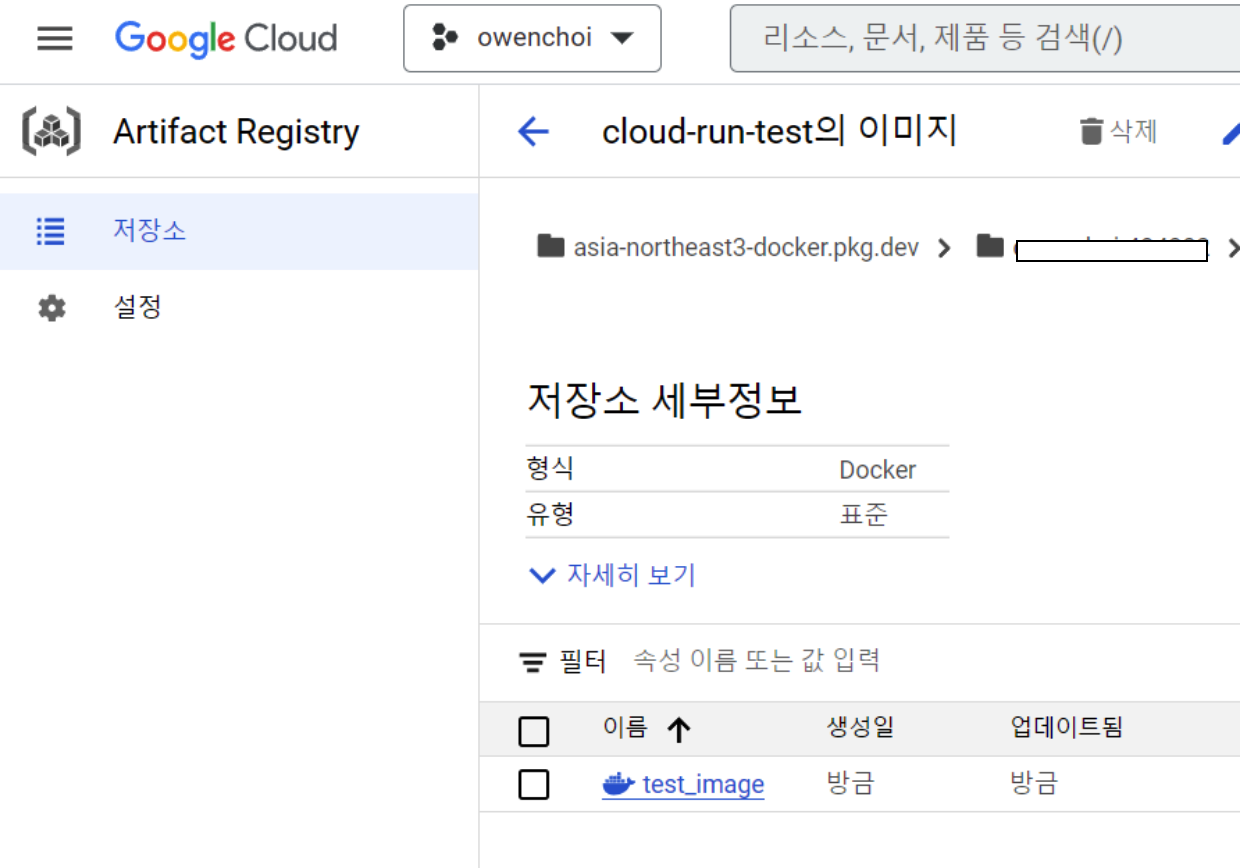 Google Cloud
owenchoi
리소스, 문서, 제품 등 검색(/)
Artifact Registry
cloud-run-test의 이미지
삭제
저장소
asia-northeast3-docker.pkg.dev
설정
저장소 세부정보
형식 Docker
유형 표준
자세히 보기
필터 속성 이름 또는 값 입력
이름 생성일 업데이트됨
test_image 방금 방금